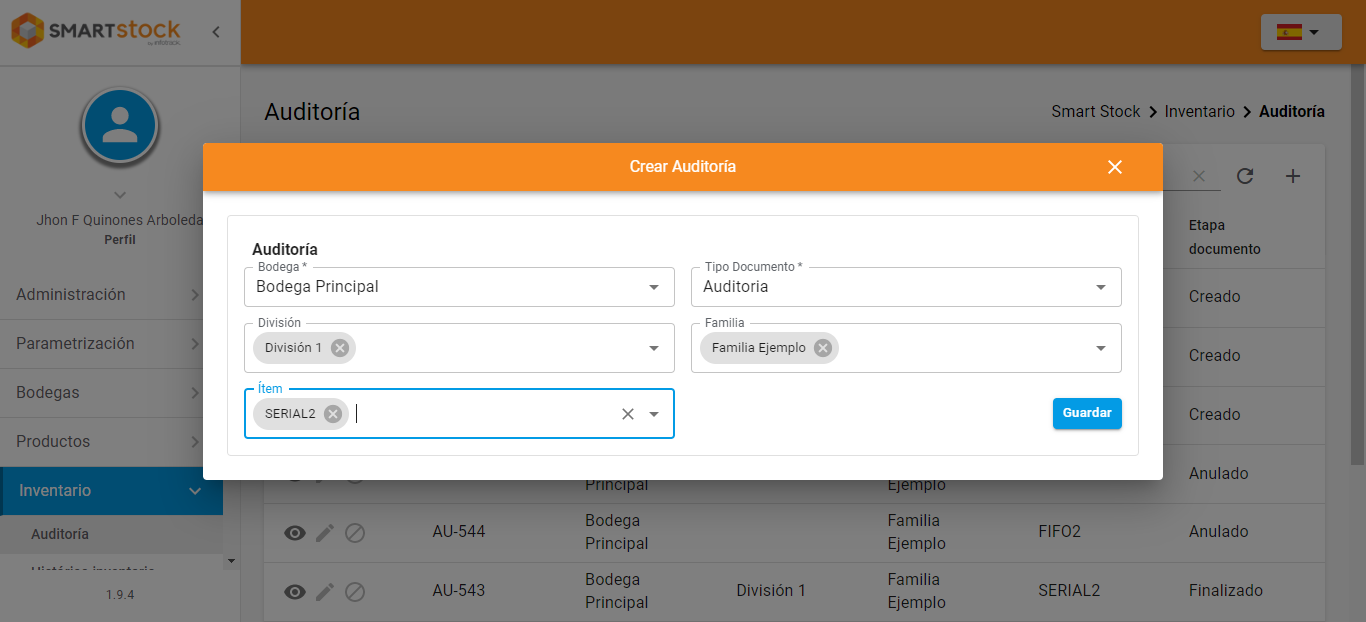 SMARTstock
Auditoría
Smart Stock
Inventario
Auditoría
Jhon F Quinones Arboleda
Perfil
Administración
Parametrización
Bodegas
Productos
Inventario
Auditoría
Histórico inventario
1.9.4
Crear Auditoría
Auditoría
Bodega *
Bodega Principal
Tipo Documento *
Auditoria
División
División 1
Familia
Familia Ejemplo
Ítem
SERIAL2
Guardar
Etapa
documento
Creado
Creado
Creado
Principal
Ejemplo
Anulado
AU-544
Bodega
Principal
Familia
Ejemplo
FIFO2
Anulado
AU-543
Bodega
Principal
División 1
Familia
Ejemplo
SERIAL2
Finalizado